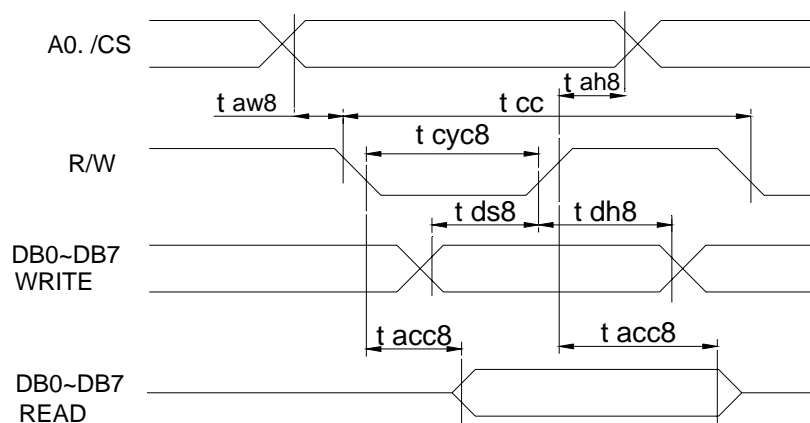 A0. /CS
t ah8
t aw8
t cc
t cyc8
R/W
t ds8
t dh8
DB0~DB7
WRITE
t acc8
t acc8
DB0~DB7
READ